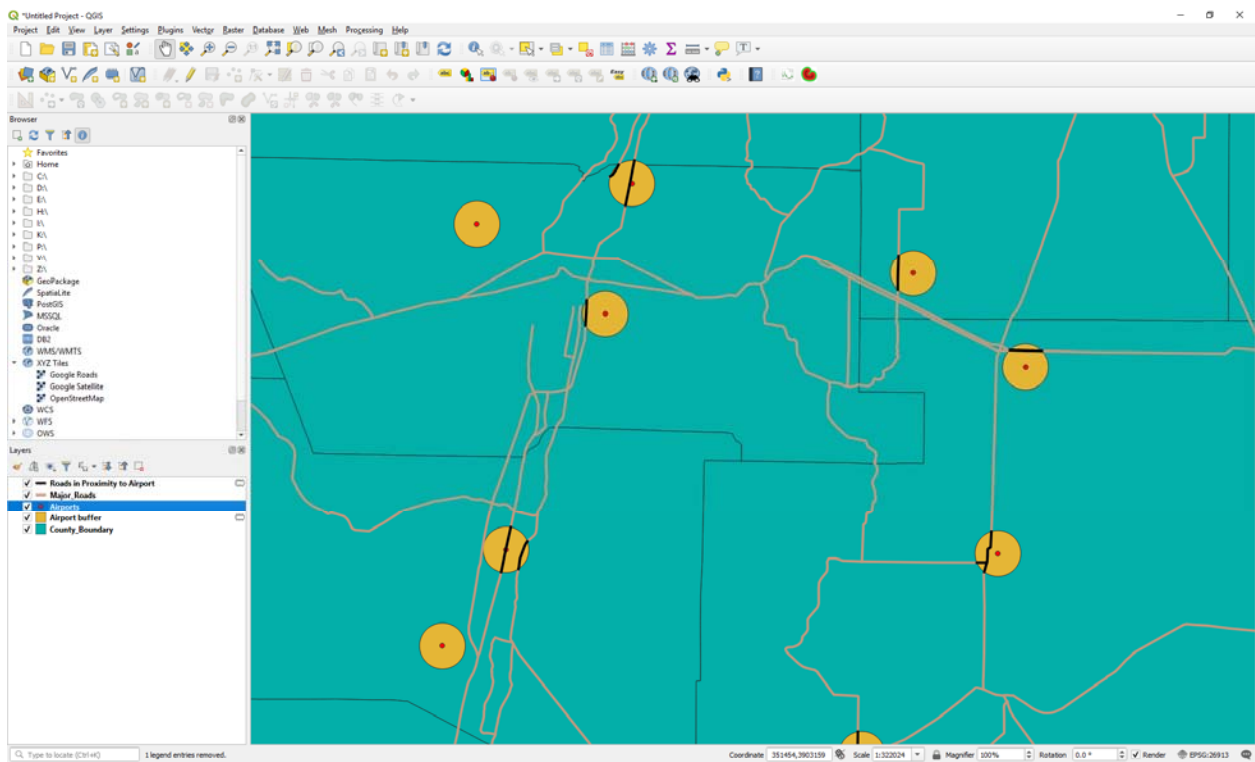 *Untitled Project - QGIS
Project Edit View Layer Settings Plugins Vector Raster Database Web Mesh Processing Help
Browser
Favorites
Home
C:\
D:\
E:\
H:\
I:\
K:\
P:\
Y:\
Z:\
GeoPackage
SpatiaLite
PostGIS
MSSQL
Oracle
DB2
WMS/WMTS
XYZ Tiles
Google Roads
Google Satellite
OpenStreetMap
WCS
WFS
OWS
Layers
Roads in Proximity to Airport
Major_Roads
Airports
Airport buffer
County_Boundary
Type to locate (Ctrl+K) 1 legend entries removed. Coordinate 351454,3903159 Scale 1:322024 Magnifier 100% Rotation 0.0 ° Render EPSG:26913